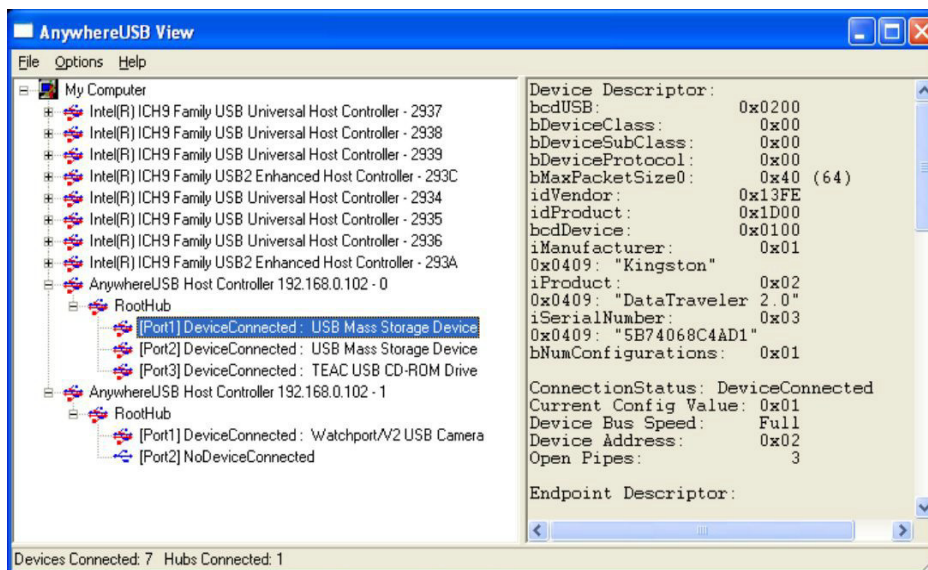 AnywhereUSB View
File Options Help
My Computer
Intel(R) ICH9 Family USB Universal Host Controller - 2937
Intel(R) ICH9 Family USB Universal Host Controller - 2938
Intel(R) ICH9 Family USB Universal Host Controller - 2939
Intel(R) ICH9 Family USB2 Enhanced Host Controller - 293C
Intel(R) ICH9 Family USB Universal Host Controller - 2934
Intel(R) ICH9 Family USB Universal Host Controller - 2935
Intel(R) ICH9 Family USB Universal Host Controller - 2936
Intel(R) ICH9 Family USB2 Enhanced Host Controller - 293A
AnywhereUSB Host Controller 192.168.0.102 - 0
RootHub
[Port1] DeviceConnected : USB Mass Storage Device
[Port2] DeviceConnected : USB Mass Storage Device
[Port3] DeviceConnected : TEAC USB CD-ROM Drive
AnywhereUSB Host Controller 192.168.0.102 - 1
RootHub
[Port1] DeviceConnected : Watchport/V2 USB Camera
[Port2] NoDeviceConnected
Device Descriptor:
bcdUSB: 0x0200
bDeviceClass: 0x00
bDeviceSubClass: 0x00
bDeviceProtocol: 0x00
bMaxPacketSize0: 0x40 (64)
idVendor: 0x13FE
idProduct: 0x1D00
bcdDevice: 0x0100
iManufacturer: 0x01
0x0409: "Kingston"
iProduct: 0x02
0x0409: "DataTraveler 2.0"
iSerialNumber: 0x03
0x0409: "5B74068C4AD1"
bNumConfigurations: 0x01
ConnectionStatus: DeviceConnected
Current Config Value: 0x01
Device Bus Speed: Full
Device Address: 0x02
Open Pipes: 3
Endpoint Descriptor:
Devices Connected: 7 Hubs Connected: 1